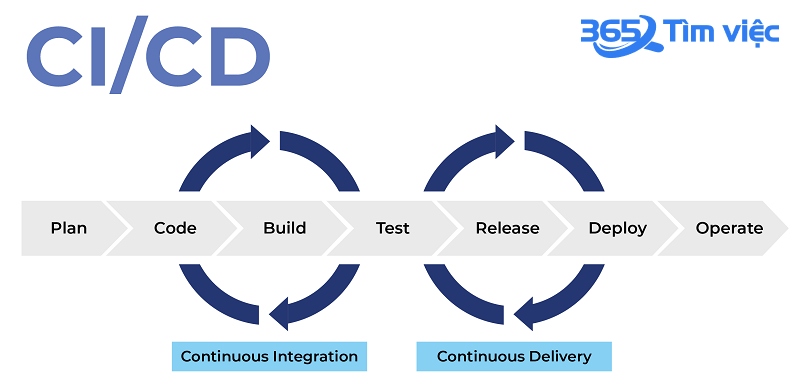 CI/CD
365 Tìm việc
Plan
Code
Build
Test
Release
Deploy
Operate
Continuous Integration
Continuous Delivery